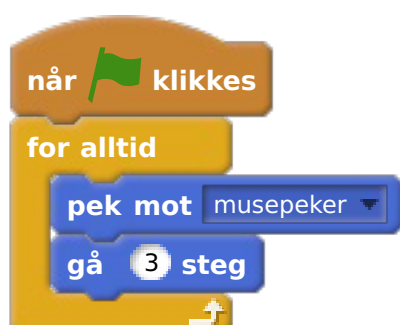 når klikkes
for alltid
pek mot musepeker
gå 3 steg